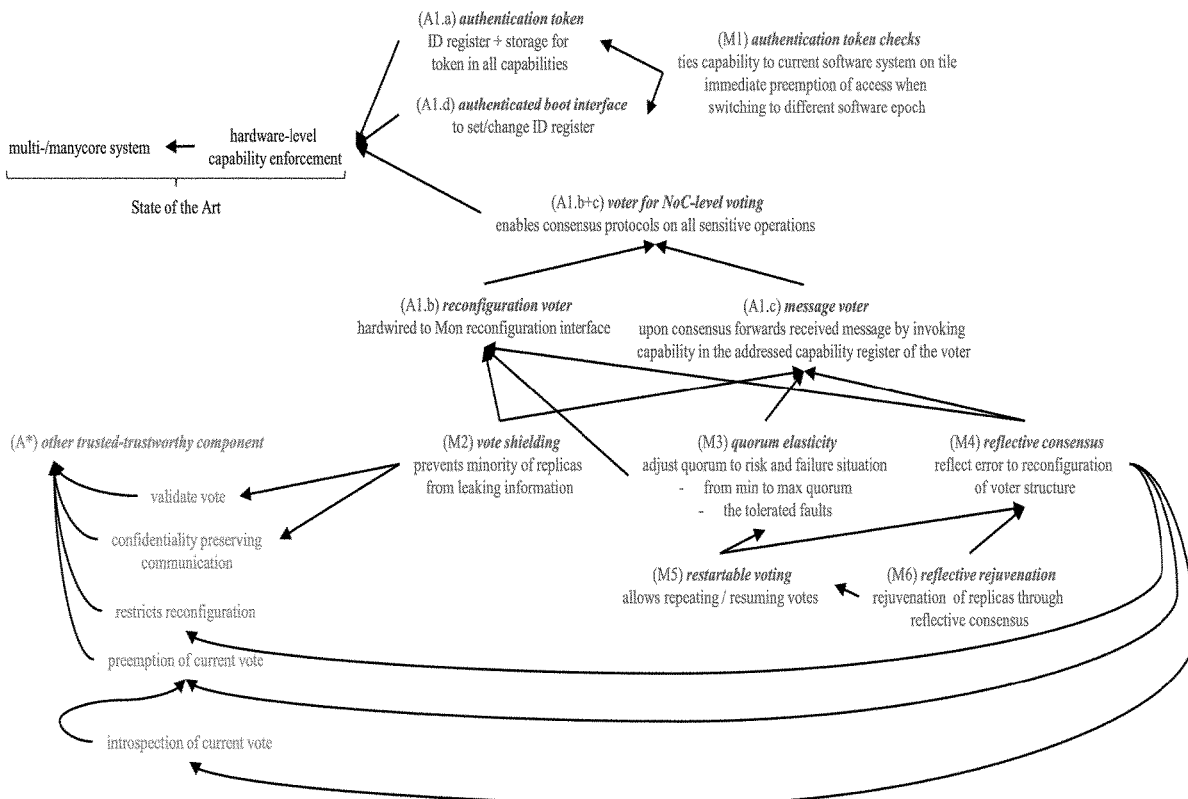 (A1.a) authentication token
ID register + storage for
token in all capabilities
(M1) authentication token checks
ties capability to current software system on tile
immediate preemption of access when
switching to different software epoch
(A1.d) authenticated boot interface
to set/change ID register
multi-/manycore system
hardware-level
capability enforcement
State of the Art
(A1.b+c) voter for NoC-level voting
enables consensus protocols on all sensitive operations
(A1.b) reconfiguration voter
hardwired to Mon reconfiguration interface
(A1.c) message voter
upon consensus forwards received message by invoking
capability in the addressed capability register of the voter
(A*) other trusted-trustworthy component
(M2) vote shielding
prevents minority of replicas
from leaking information
(M3) quorum elasticity
adjust quorum to risk and failure situation
- from min to max quorum
- the tolerated faults
(M4) reflective consensus
reflect error to reconfiguration
of voter structure
validate vote
confidentiality preserving
communication
(M5) restartable voting
allows repeating / resuming votes
(M6) reflective rejuvenation
rejuvenation of replicas through
reflective consensus
restricts reconfiguration
preemption of current vote
introspection of current vote